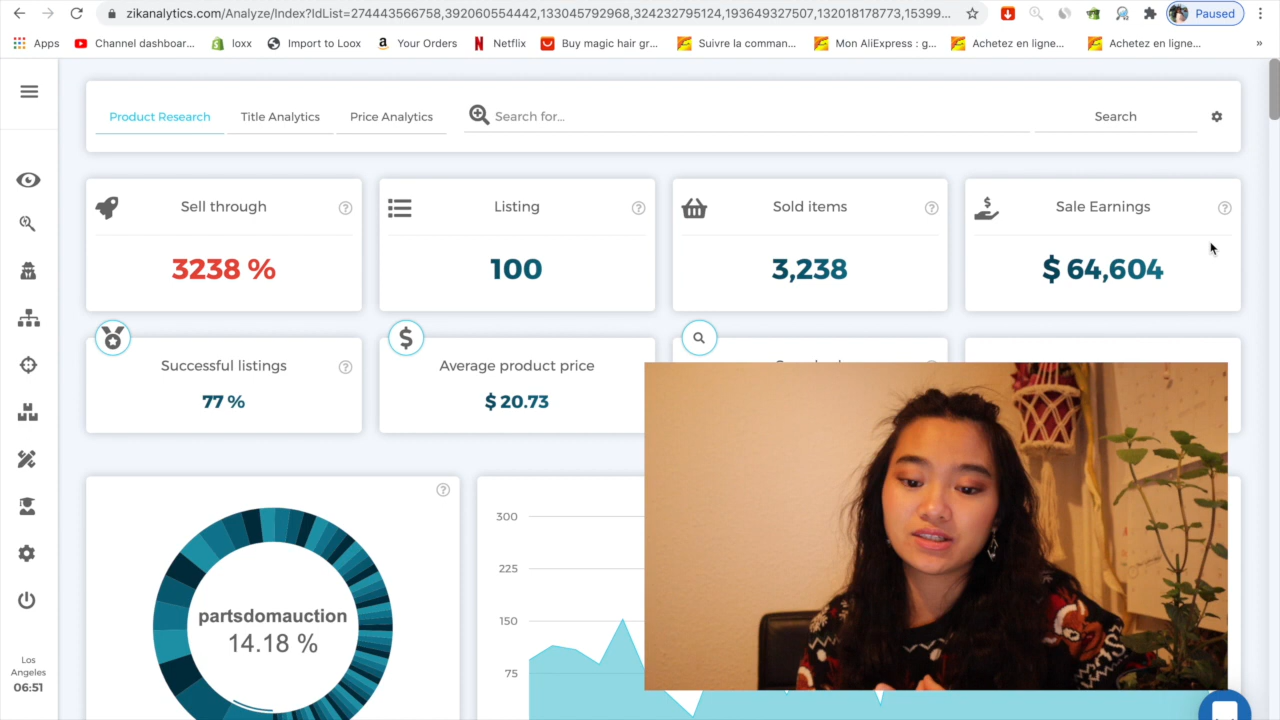 zikanalytics.com/Analyze/Index?IdList=274443566758,392095554442,133045792968,324232795124,193649327507,132018178773,15399...
Paused
Apps
Channel dashboar...
loxx
Import to Loox
Your Orders
Netflix
Buy magic hair gr...
Suivre la comman...
Mon AliExpress : g...
Achetez en ligne...
Achetez en ligne...
»
Product Research
Title Analytics
Price Analytics
Search for...
Search
Sell through
Listing
Sold items
Sale Earnings
3238 %
100
3,238
$ 64,604
Successful listings
Average product price
77 %
$ 20.73
300
225
150
75
partsdomauction
14.18 %
Los
Angeles
06:51